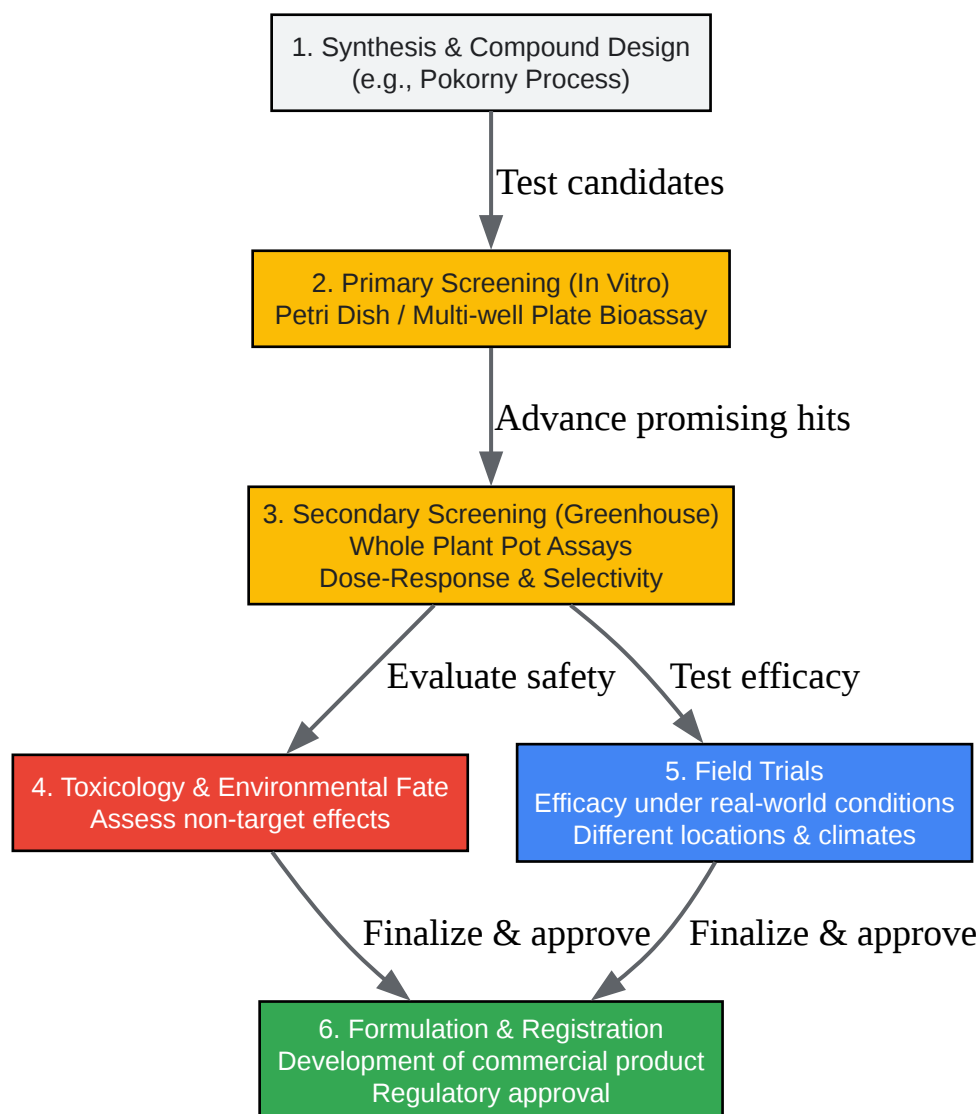 1. Synthesis & Compound Design
(e.g., Pokorny Process)
Test candidates
2. Primary Screening (In Vitro)
Petri Dish / Multi-well Plate Bioassay
Advance promising hits
3. Secondary Screening (Greenhouse)
Whole Plant Pot Assays
Dose-Response & Selectivity
Evaluate safety
Test efficacy
4. Toxicology & Environmental Fate
Assess non-target effects
5. Field Trials
Efficacy under real-world conditions
Different locations & climates
Finalize & approve
Finalize & approve
6. Formulation & Registration
Development of commercial product
Regulatory approval